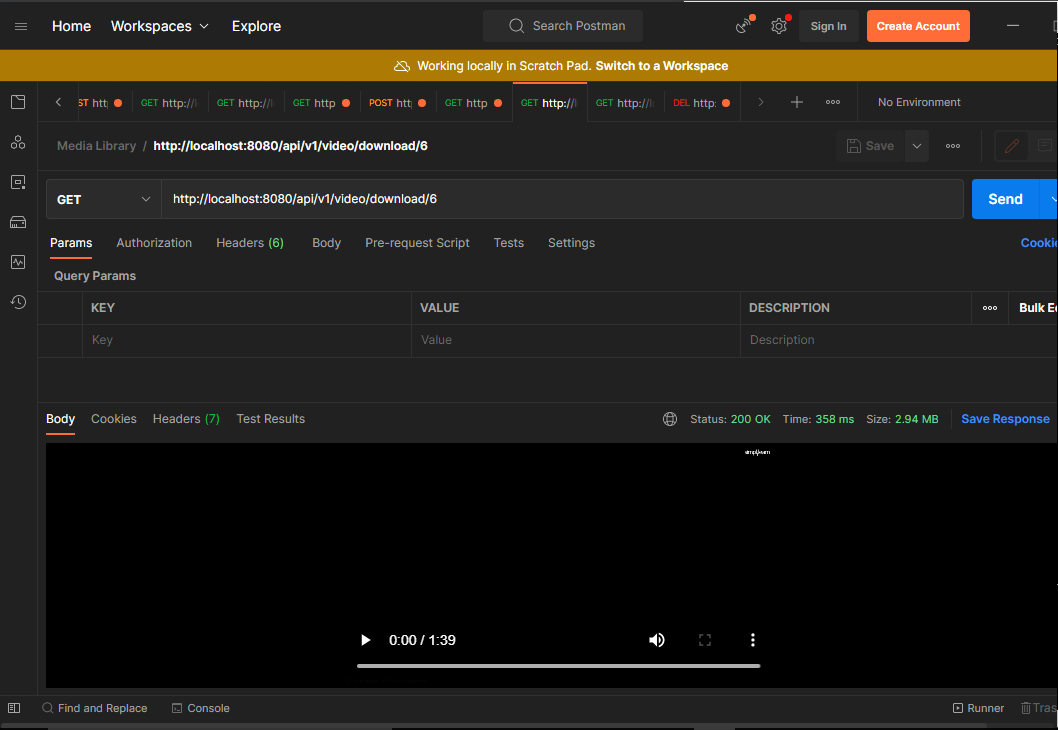 Home Workspaces Explore Search Postman Sign In Create Account
Working locally in Scratch Pad. Switch to a Workspace
ST htt GET http://l GET http://l GET http POST htt GET http GET http://l GET http://l DEL http: No Environment
Media Library / http://localhost:8080/api/v1/video/download/6 Save
GET http://localhost:8080/api/v1/video/download/6 Send
Params Authorization Headers (6) Body Pre-request Script Tests Settings Cookie
Query Params
KEY VALUE DESCRIPTION Bulk Ed
Key Value Description
Body Cookies Headers (7) Test Results Status: 200 OK Time: 358 ms Size: 2.94 MB Save Response
simplilearn
0:00 / 1:39
Find and Replace Console Runner Tras